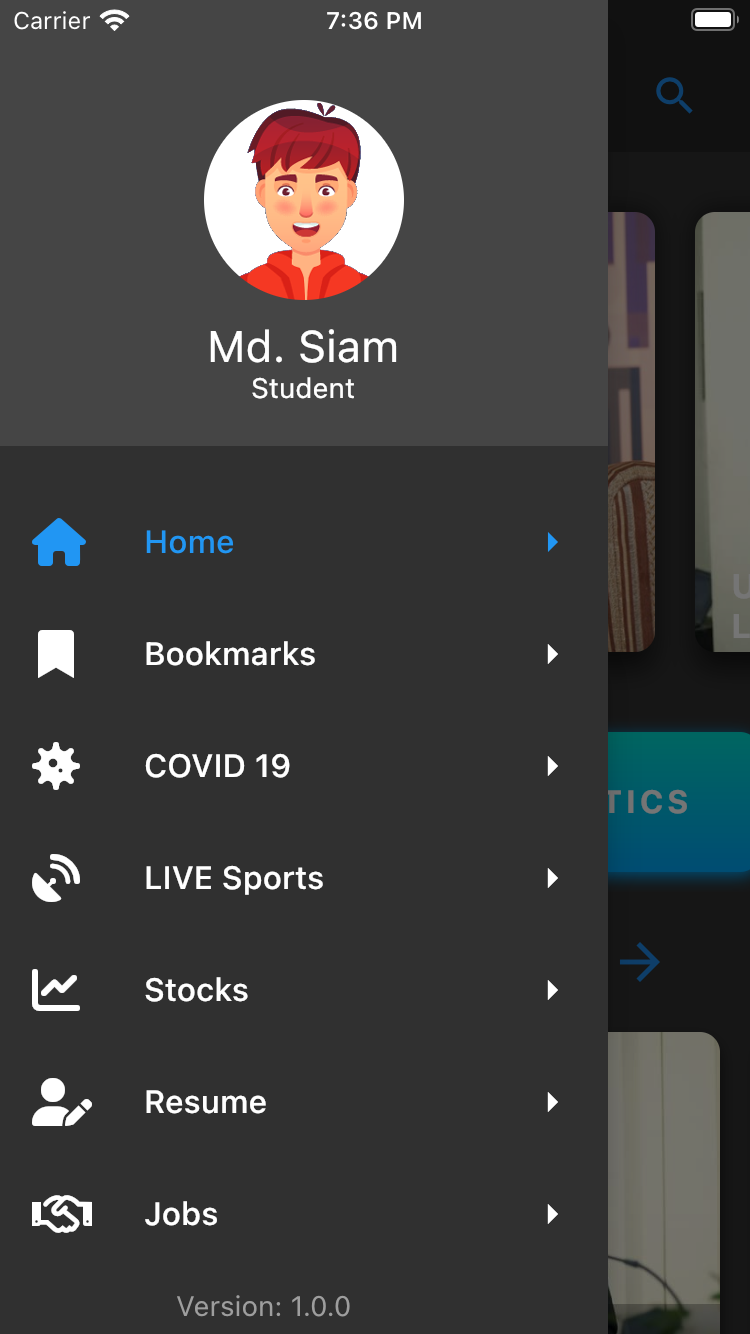 Carrier 7:36 PM
Md. Siam
Student
Home
Bookmarks
COVID 19
LIVE Sports
TICS
Stocks
Resume
Jobs
Version: 1.0.0